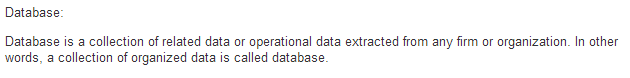 Database:
Database is a collection of related data or operational data extracted from any firm or organization. In other
words, a collection of organized data is called database.